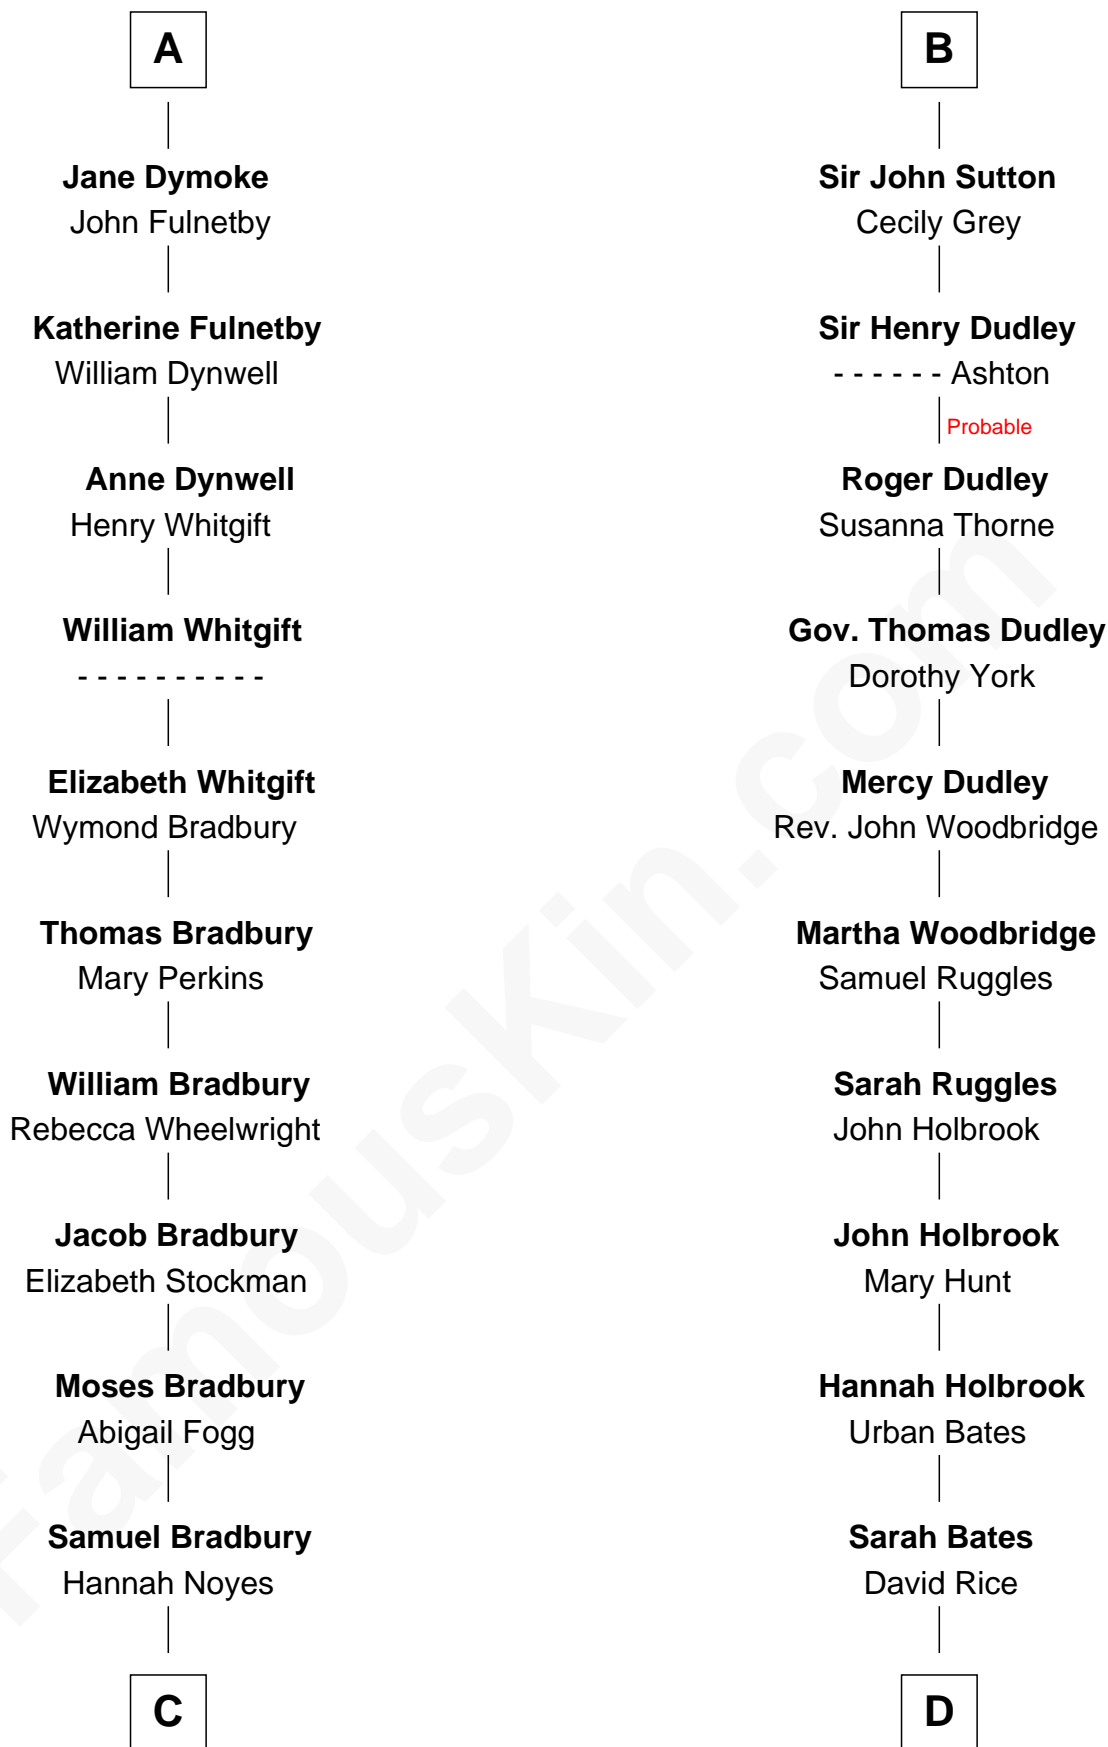 A
Jane Dymoke
John Fulnetby
Katherine Fulnetby
William Dynwell
Anne Dynwell
Henry Whitgift
William Whitgift
- - - - - - - - - -
Elizabeth Whitgift
Wymond Bradbury
Thomas Bradbury
Mary Perkins
William Bradbury
Rebecca Wheelwright
Jacob Bradbury
Elizabeth Stockman
Moses Bradbury
Abigail Fogg
Samuel Bradbury
Hannah Noyes
C
B
Sir John Sutton
Cecily Grey
Sir Henry Dudley
- - - - - - Ashton
Probable
Roger Dudley
Susanna Thorne
Gov. Thomas Dudley
Dorothy York
Mercy Dudley
Rev. John Woodbridge
Martha Woodbridge
Samuel Ruggles
Sarah Ruggles
John Holbrook
John Holbrook
Mary Hunt
Hannah Holbrook
Urban Bates
Sarah Bates
David Rice
D
FamousKin.com